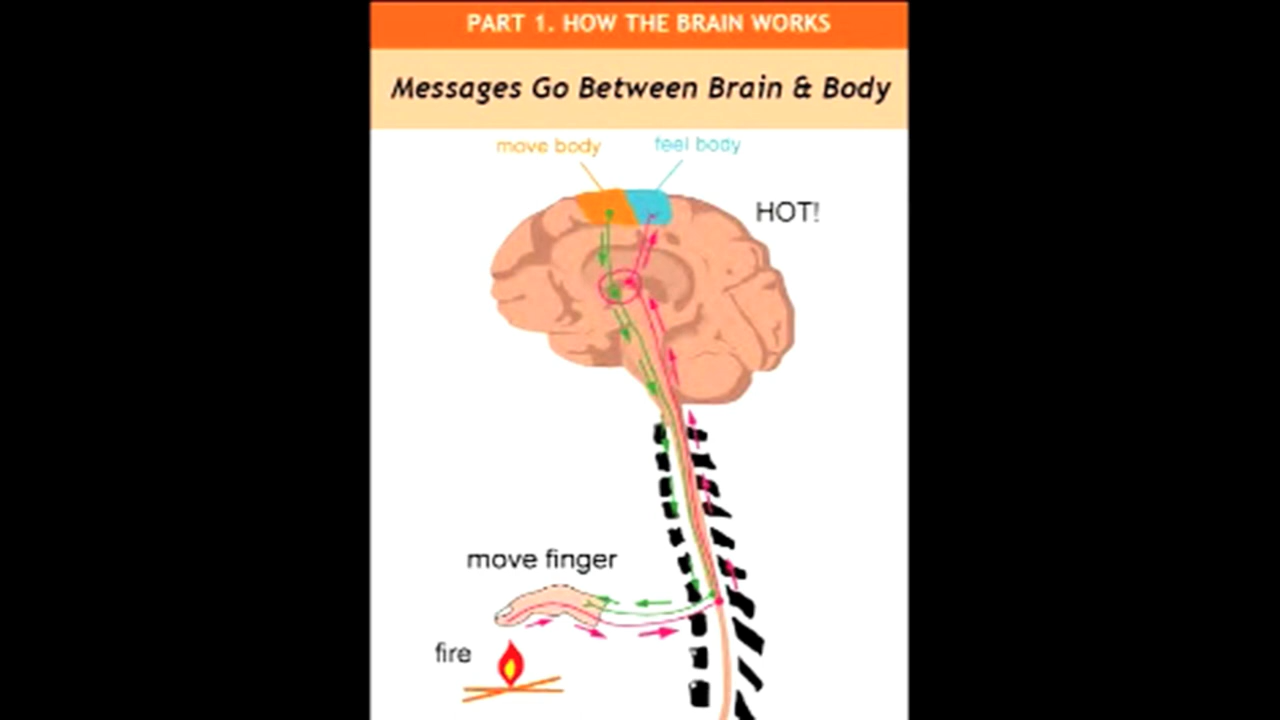 PART 1. HOW THE BRAIN WORKS
Messages Go Between Brain & Body
move body
feel body
HOT!
move finger
fire